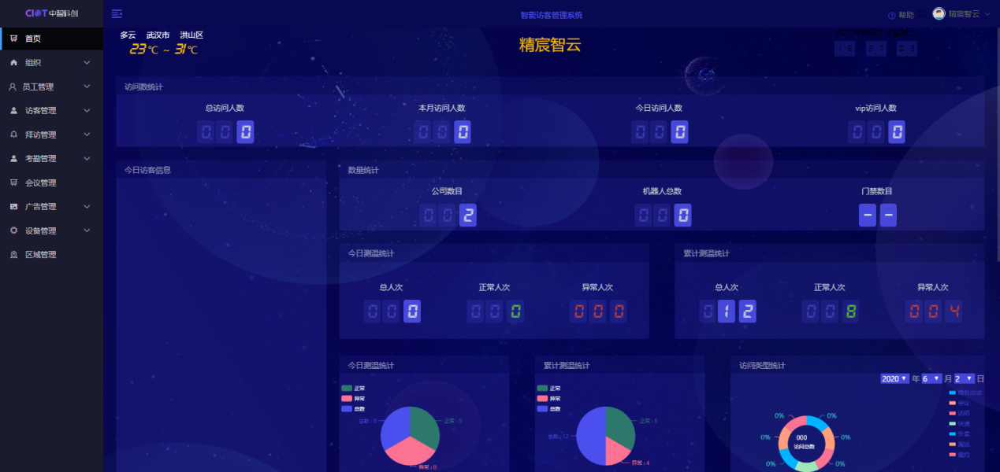 CIOT中智科创
智能访客管理系统
帮助
精宸智云
首页
组织
员工管理
访客管理
拜访管理
考勤管理
会议管理
广告管理
设备管理
区域管理
多云 武汉市 洪山区
23℃ ~ 31℃
精宸智云
16 27 03
访问数统计
总访问人数 本月访问人数 今日访问人数 vip访问人数
000 000 000 000
今日访客信息
数量统计
公司数目 机器人总数 门禁数目
002 000 --
今日测温统计
总人次 正常人次 异常人次
000 000 000
累计测温统计
总人次 正常人次 异常人次
012 008 004
今日测温统计
正常
异常
总数
总数 : 0
正常 : 0
异常 : 0
累计测温统计
正常
异常
总数
总数 : 12
正常 : 8
异常 : 4
访问类型统计
2020 年 6 月 2 日
会议
访问
快递
外卖
面试
邀约
000
访问总数
0% 0%
0% 0%
0% 0%